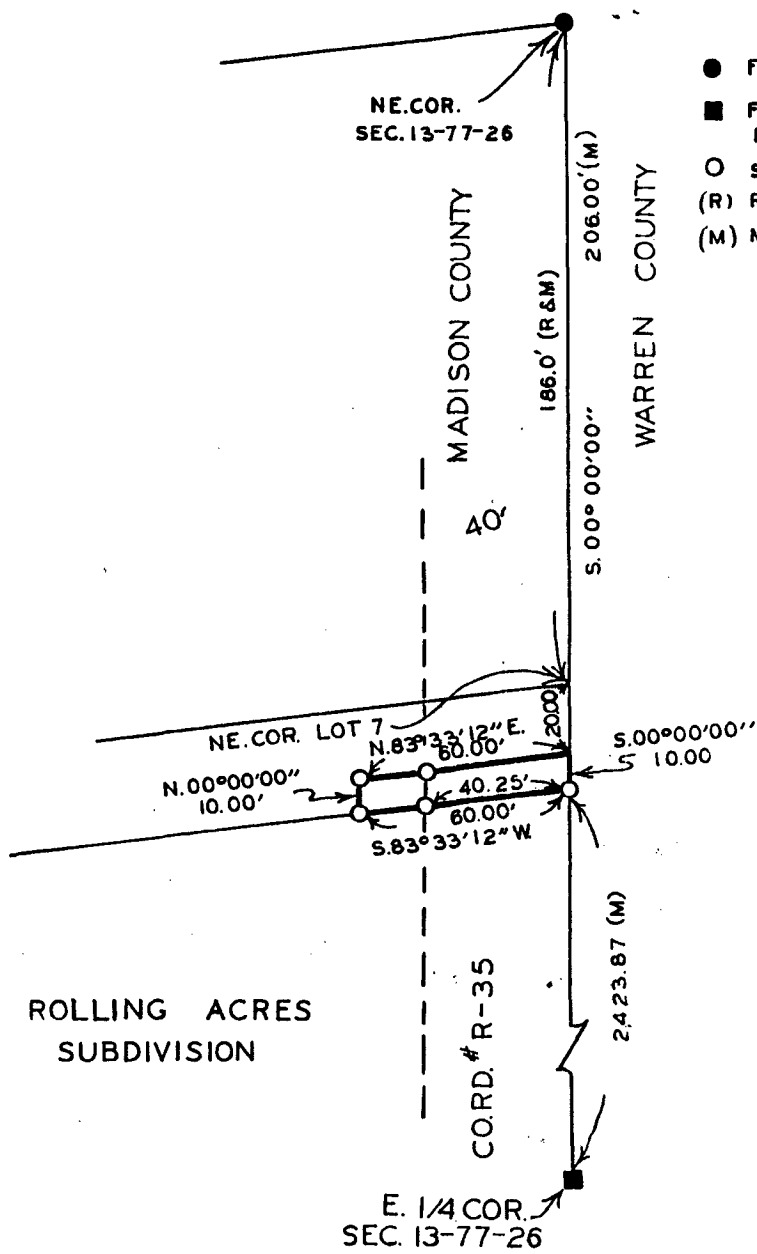 NE.COR.
SEC. 13-77-26
● F
■ F
○ S
(R) F
(M) M
206.00'(M)
186.0' (R&M)
S. 00° 00'00''
MADISON COUNTY
WARREN COUNTY
40'
NE.COR. LOT 7
20.00'
N.83°33'12" E.
60.00'
S.00°00'00''
10.00
N.00°00'00''
10.00'
40.25'
60.00'
S.83°33'12" W.
2,423.87 (M)
ROLLING ACRES
SUBDIVISION
CO.RD.# R-35
E. 1/4 COR.
SEC. 13-77-26